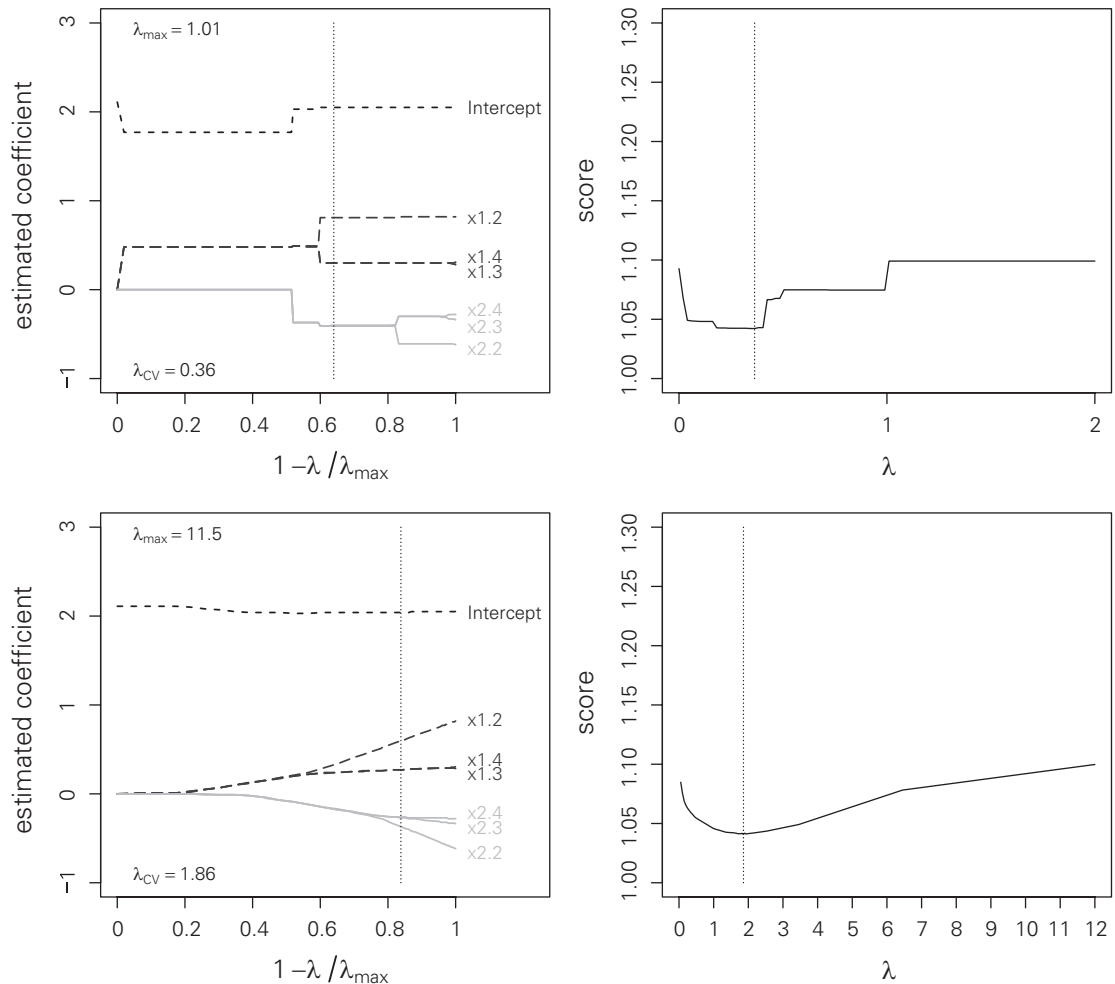 λmax = 1.01
estimated coefficient
3
2
1
0
−1
Intercept
x1.2
x1.4
x1.3
x2.4
x2.3
x2.2
λCV = 0.36
0 0.2 0.4 0.6 0.8 1
1 −λ / λmax
score
1.30
1.25
1.20
1.15
1.10
1.05
1.00
0 1 2
λ
λmax = 11.5
estimated coefficient
3
2
1
0
−1
Intercept
x1.2
x1.4
x1.3
x2.4
x2.3
x2.2
λCV = 1.86
0 0.2 0.4 0.6 0.8 1
1 −λ / λmax
score
1.30
1.25
1.20
1.15
1.10
1.05
1.00
0 1 2 3 4 5 6 7 8 9 10 11 12
λ